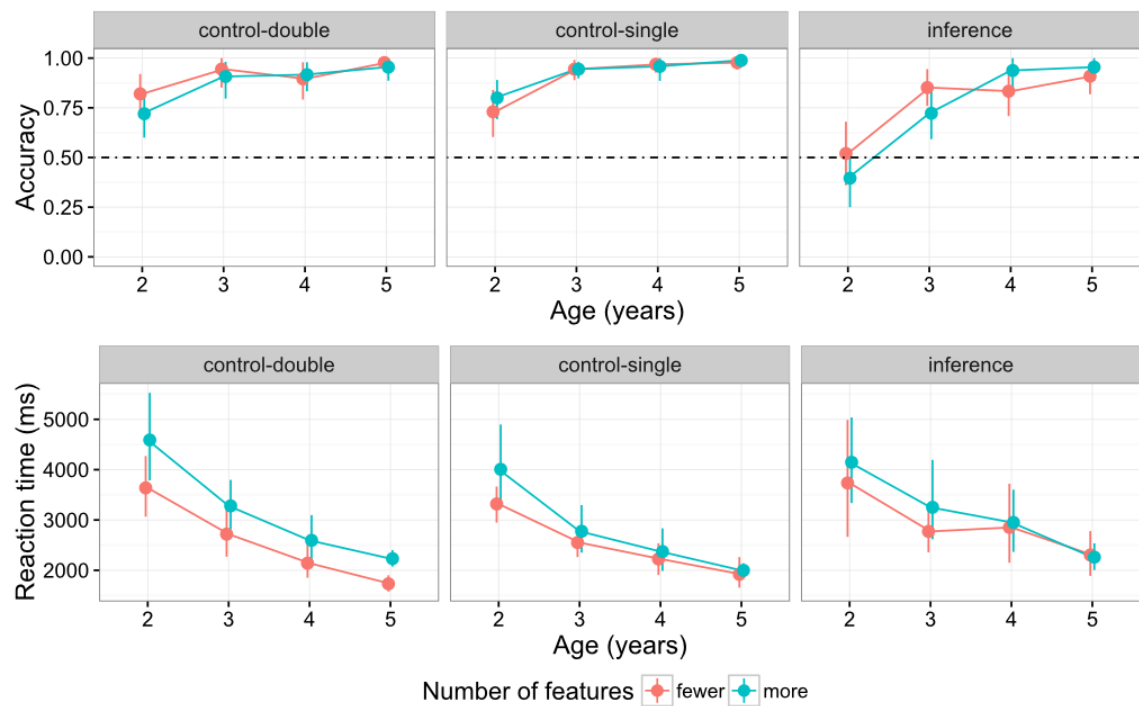 control-double control-single inference
Accuracy
1.00
0.75
0.50
0.25
0.00
2 3 4 5 2 3 4 5 2 3 4 5
Age (years)
control-double control-single inference
Reaction time (ms)
5000
4000
3000
2000
2 3 4 5 2 3 4 5 2 3 4 5
Age (years)
Number of features fewer more